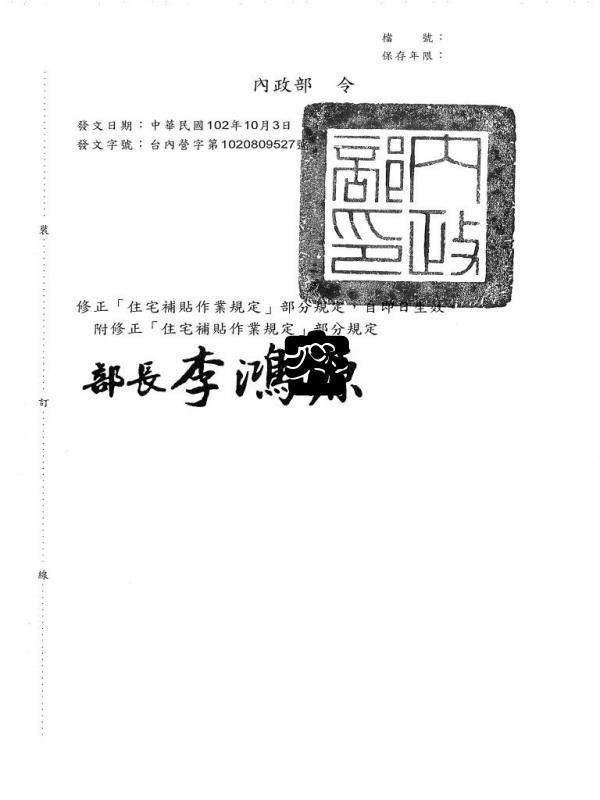 檔　　號：
保存年限：
內政部　令
發文日期：中華民國102年10月3日
發文字號：台內營字第1020809527號
內政部印
修正「住宅補貼作業規定」部分規定，自即日生效。
附修正「住宅補貼作業規定」部分規定
部長李鴻源
裝
訂
線